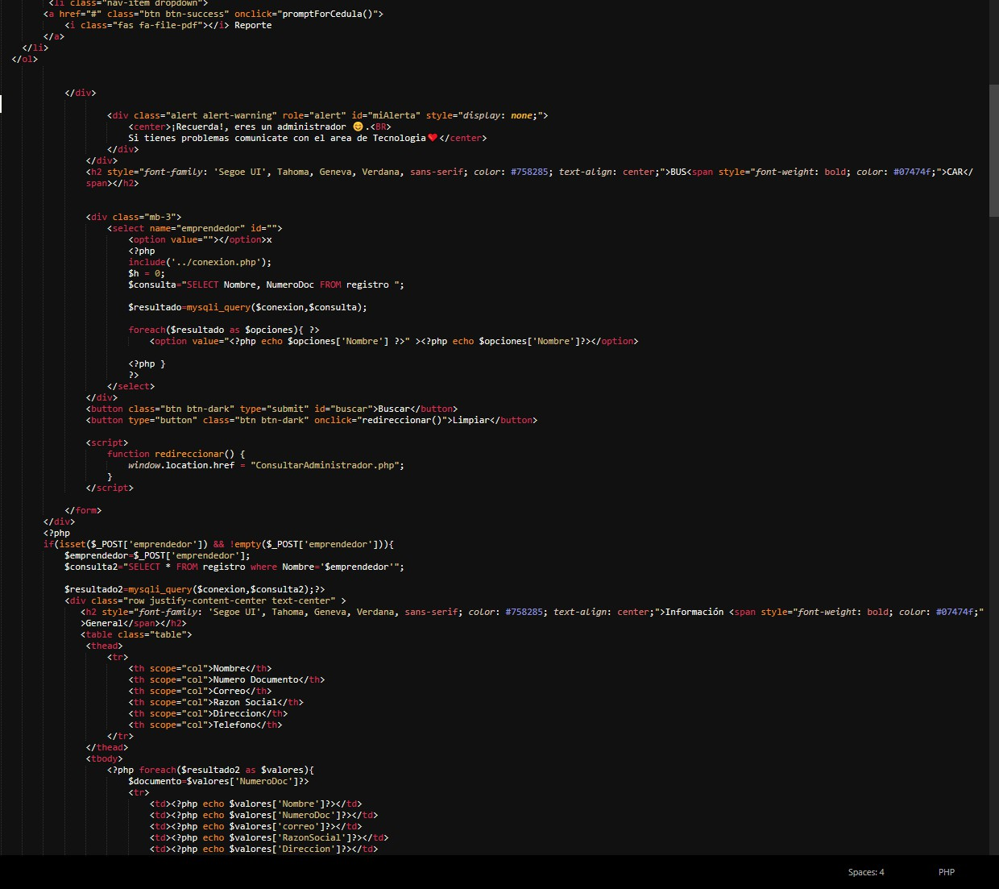 <li class="nav-item dropdown">
<a href="#" class="btn btn-success" onclick="promptForCedula()">
<i class="fas fa-file-pdf"></i> Reporte
</a>
</li>
</ol>
</div>
<div class="alert alert-warning" role="alert" id="miAlerta" style="display: none;">
<center>¡Recuerda!, eres un administrador 😊.<BR>
Si tienes problemas comunicate con el area de Tecnologia❤</center>
</div>
</div>
<h2 style="font-family: 'Segoe UI', Tahoma, Geneva, Verdana, sans-serif; color: #758285; text-align: center;">BUS<span style="font-weight: bold; color: #07474f;">CAR</
span></h2>
<div class="mb-3">
<select name="emprendedor" id="">
<option value=""></option>x
<?php
include('../conexion.php');
$h = 0;
$consulta="SELECT Nombre, NumeroDoc FROM registro ";
$resultado=mysqli_query($conexion,$consulta);
foreach($resultado as $opciones){ ?>
<option value="<?php echo $opciones['Nombre'] ?>" ><?php echo $opciones['Nombre']?></option>
<?php }
?>
</select>
</div>
<button class="btn btn-dark" type="submit" id="buscar">Buscar</button>
<button type="button" class="btn btn-dark" onclick="redireccionar()">Limpiar</button>
<script>
function redireccionar() {
window.location.href = "ConsultarAdministrador.php";
}
</script>
</form>
</div>
<?php
if(isset($_POST['emprendedor']) && !empty($_POST['emprendedor'])){
$emprendedor=$_POST['emprendedor'];
$consulta2="SELECT * FROM registro where Nombre='$emprendedor'";
$resultado2=mysqli_query($conexion,$consulta2);?>
<div class="row justify-content-center text-center" >
<h2 style="font-family: 'Segoe UI', Tahoma, Geneva, Verdana, sans-serif; color: #758285; text-align: center;">Información <span style="font-weight: bold; color: #07474f;"
>General</span></h2>
<table class="table">
<thead>
<tr>
<th scope="col">Nombre</th>
<th scope="col">Numero Documento</th>
<th scope="col">Correo</th>
<th scope="col">Razon Social</th>
<th scope="col">Direccion</th>
<th scope="col">Telefono</th>
</tr>
</thead>
<tbody>
<?php foreach($resultado2 as $valores){
$documento=$valores['NumeroDoc']?>
<tr>
<td><?php echo $valores['Nombre']?></td>
<td><?php echo $valores['NumeroDoc']?></td>
<td><?php echo $valores['correo']?></td>
<td><?php echo $valores['RazonSocial']?></td>
<td><?php echo $valores['Direccion']?></td>
Spaces: 4 PHP